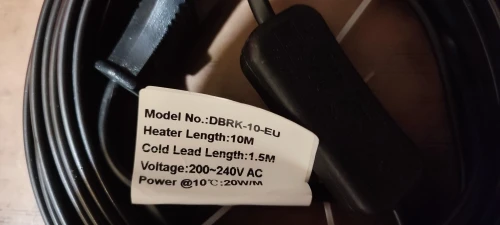 Model No.:DBRK-10-EU
Heater Length:10M
Cold Lead Length:1.5M
Voltage:200~240V AC
Power @10℃:20W/M